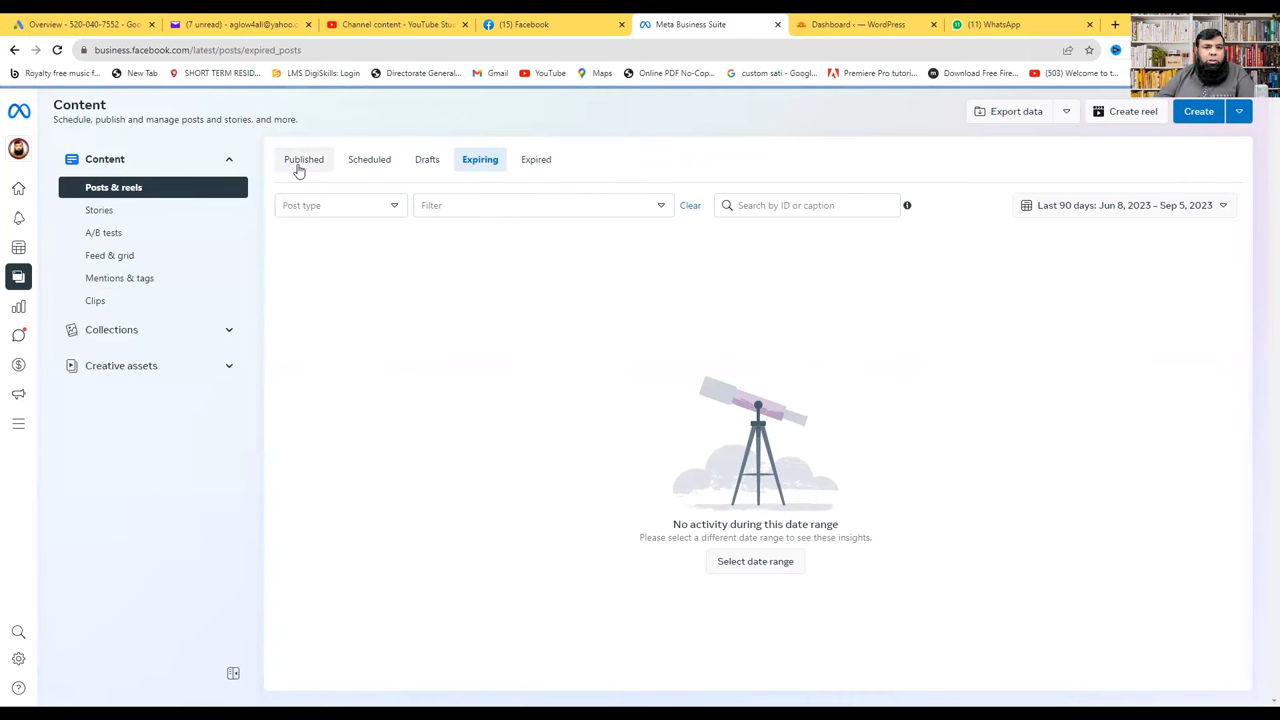 Overview - 520-040-7552 - Goo
(7 unread) - aglow4all@yahoo.c
Channel content - YouTube Stud
(15) Facebook
Meta Business Suite
Dashboard ‹ — WordPress
(11) WhatsApp
business.facebook.com/latest/posts/expired_posts
Royalty free music f...
New Tab
SHORT TERM RESID...
LMS DigiSkills: Login
Directorate General...
Gmail
YouTube
Maps
Online PDF No-Cop...
custom sati - Googl...
Premiere Pro tutori...
Download Free Fire...
(503) Welcome to t...
Content
Schedule, publish and manage posts and stories. and more.
Export data
Create reel
Create
Content
Posts & reels
Stories
A/B tests
Feed & grid
Mentions & tags
Clips
Collections
Creative assets
Published
Scheduled
Drafts
Expiring
Expired
Post type
Filter
Clear
Search by ID or caption
Last 90 days: Jun 8, 2023 – Sep 5, 2023
No activity during this date range
Please select a different date range to see these insights.
Select date range